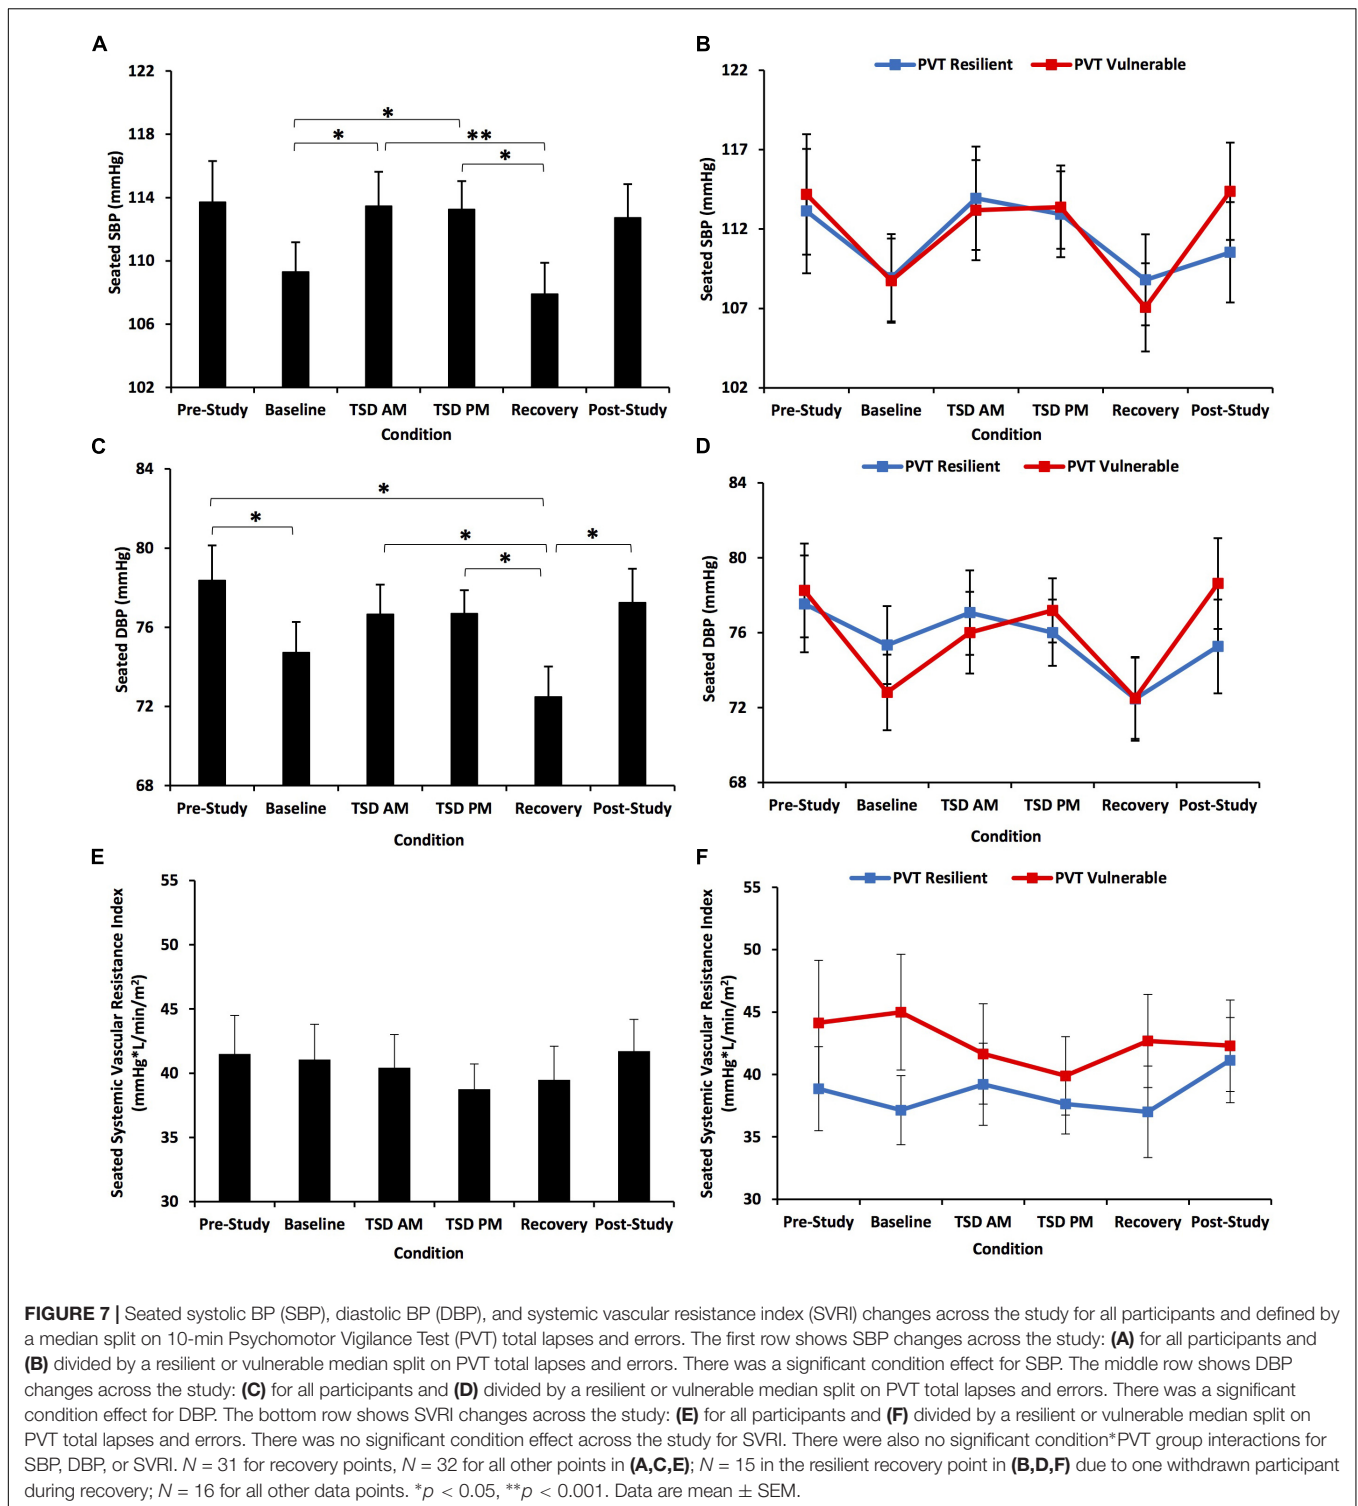 A
122
118
114
110
106
102
Seated SBP (mmHg)
*
*
**
*
Pre-Study Baseline TSD AM TSD PM Recovery Post-Study
Condition
B
PVT Resilient PVT Vulnerable
122
117
112
107
102
Seated SBP (mmHg)
Pre-Study Baseline TSD AM TSD PM Recovery Post-Study
Condition
C
84
80
76
72
68
Seated DBP (mmHg)
*
*
*
*
*
Pre-Study Baseline TSD AM TSD PM Recovery Post-Study
Condition
D
PVT Resilient PVT Vulnerable
84
80
76
72
68
Seated DBP (mmHg)
Pre-Study Baseline TSD AM TSD PM Recovery Post-Study
Condition
E
55
50
45
40
35
30
Seated Systemic Vascular Resistance Index
(mmHg*L/min/m²)
Pre-Study Baseline TSD AM TSD PM Recovery Post-Study
Condition
F
PVT Resilient PVT Vulnerable
55
50
45
40
35
30
Seated Systemic Vascular Resistance Index
(mmHg*L/min/m²)
Pre-Study Baseline TSD AM TSD PM Recovery Post-Study
Condition
FIGURE 7 | Seated systolic BP (SBP), diastolic BP (DBP), and systemic vascular resistance index (SVRI) changes across the study for all participants and defined by
a median split on 10-min Psychomotor Vigilance Test (PVT) total lapses and errors. The first row shows SBP changes across the study: (A) for all participants and
(B) divided by a resilient or vulnerable median split on PVT total lapses and errors. There was a significant condition effect for SBP. The middle row shows DBP
changes across the study: (C) for all participants and (D) divided by a resilient or vulnerable median split on PVT total lapses and errors. There was a significant
condition effect for DBP. The bottom row shows SVRI changes across the study: (E) for all participants and (F) divided by a resilient or vulnerable median split on
PVT total lapses and errors. There was no significant condition effect across the study for SVRI. There were also no significant condition*PVT group interactions for
SBP, DBP, or SVRI. N = 31 for recovery points, N = 32 for all other points in (A,C,E); N = 15 in the resilient recovery point in (B,D,F) due to one withdrawn participant
during recovery; N = 16 for all other data points. *p < 0.05, **p < 0.001. Data are mean ± SEM.